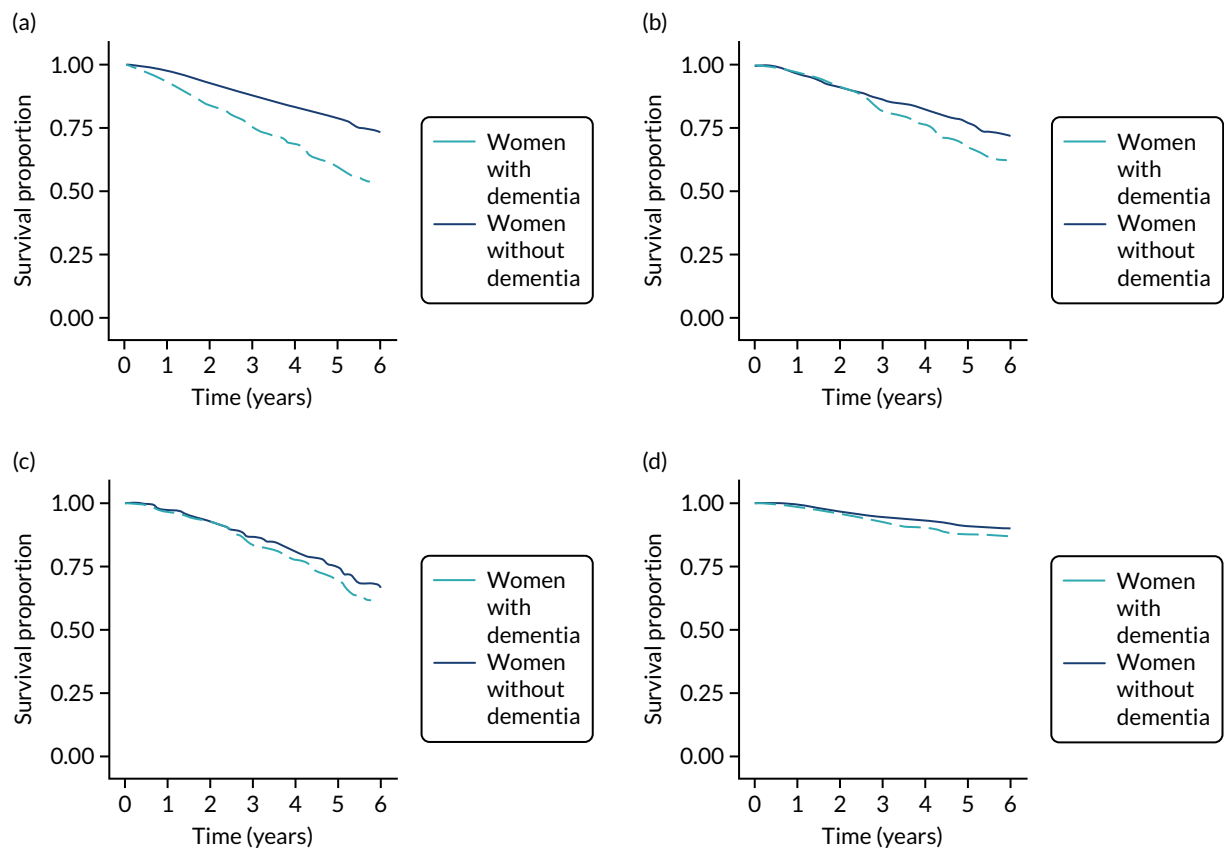 (a)
1.00
0.75
0.50
0.25
0.00
Survival proportion
0 1 2 3 4 5 6
Time (years)
Women
with
dementia
Women
without
dementia
(b)
1.00
0.75
0.50
0.25
0.00
Survival proportion
0 1 2 3 4 5 6
Time (years)
Women
with
dementia
Women
without
dementia
(c)
1.00
0.75
0.50
0.25
0.00
Survival proportion
0 1 2 3 4 5 6
Time (years)
Women
with
dementia
Women
without
dementia
(d)
1.00
0.75
0.50
0.25
0.00
Survival proportion
0 1 2 3 4 5 6
Time (years)
Women
with
dementia
Women
without
dementia